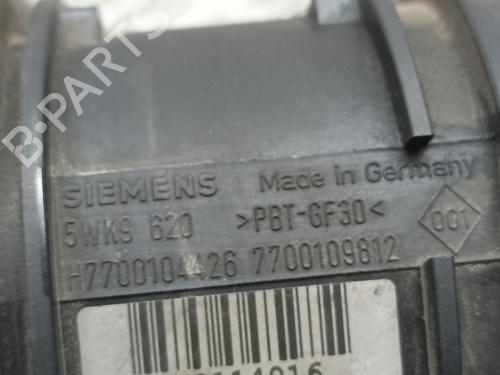 B-PARTS
SIEMENS Made in Germany
5WK9 620 >PBT-GF30< 001
H7700104426 7700109812